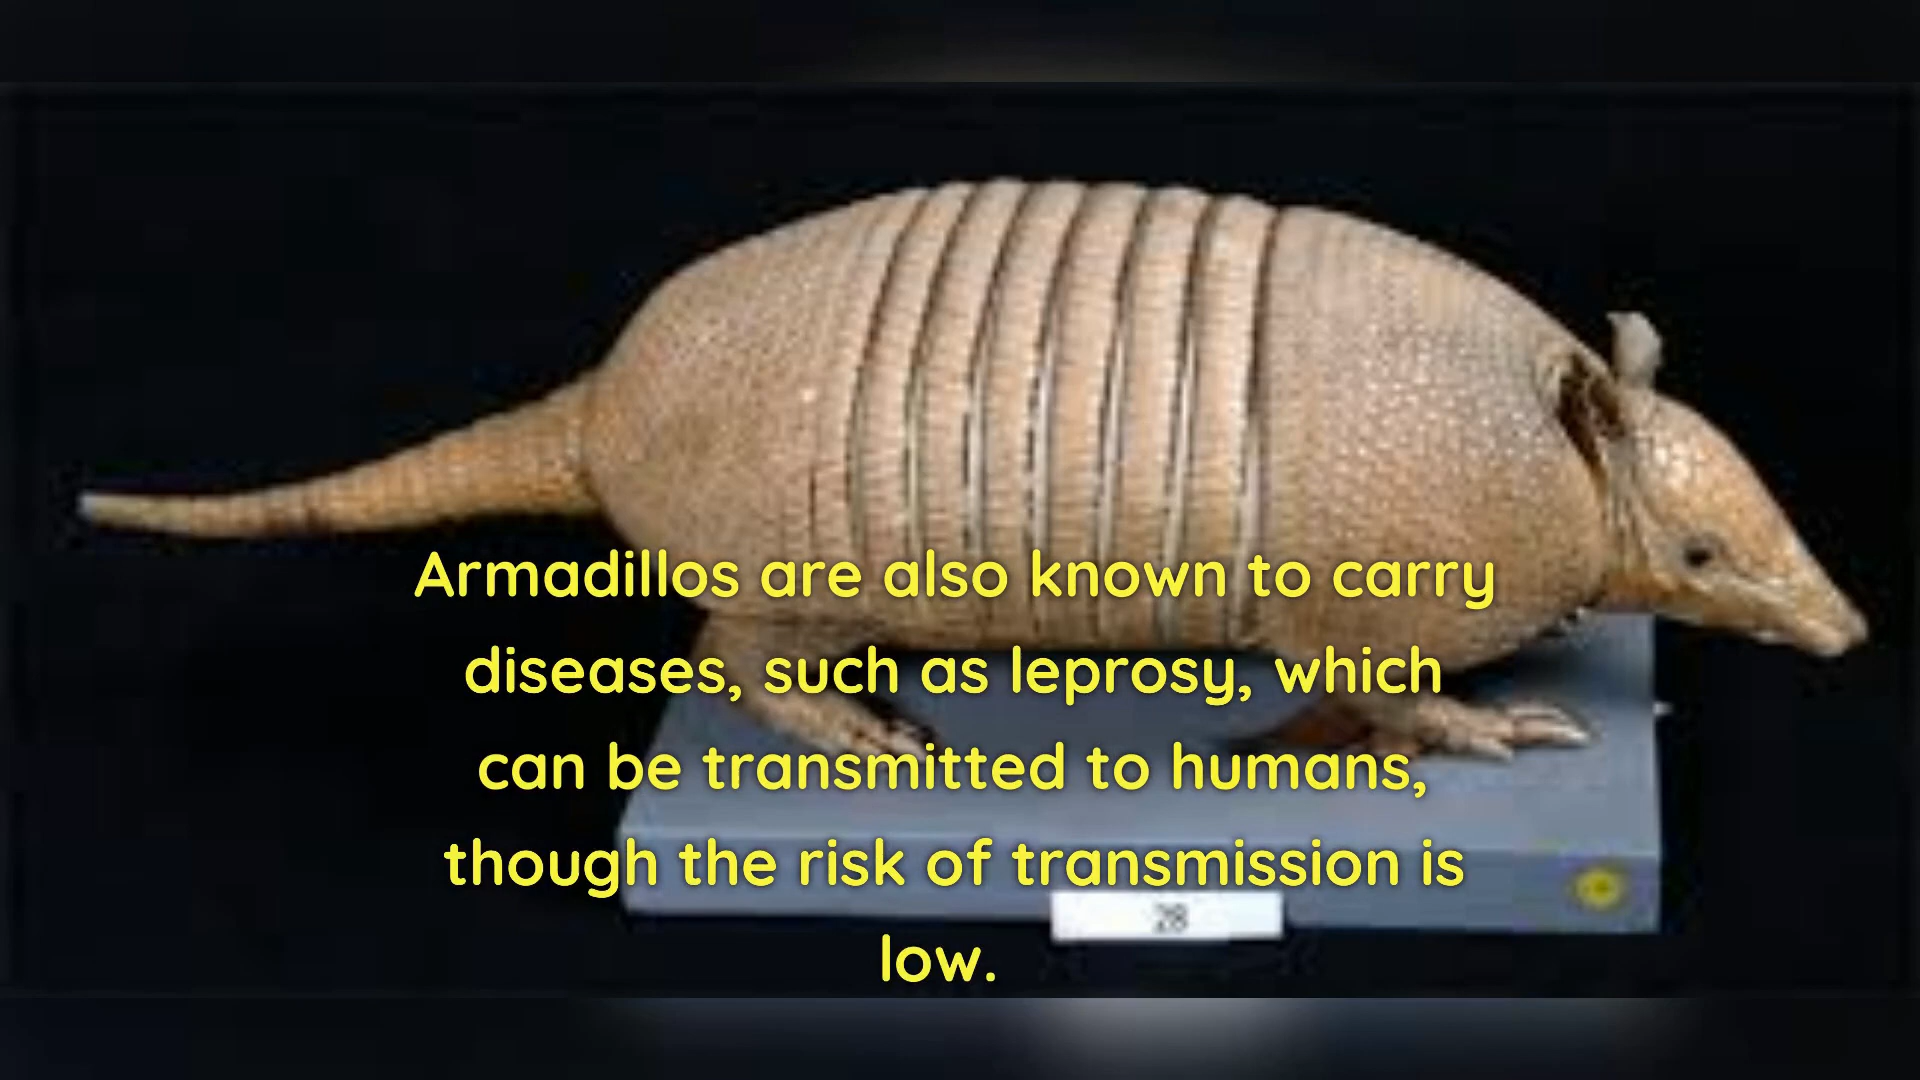 Armadillos are also known to carry
diseases, such as leprosy, which
can be transmitted to humans,
though the risk of transmission is
28
low.